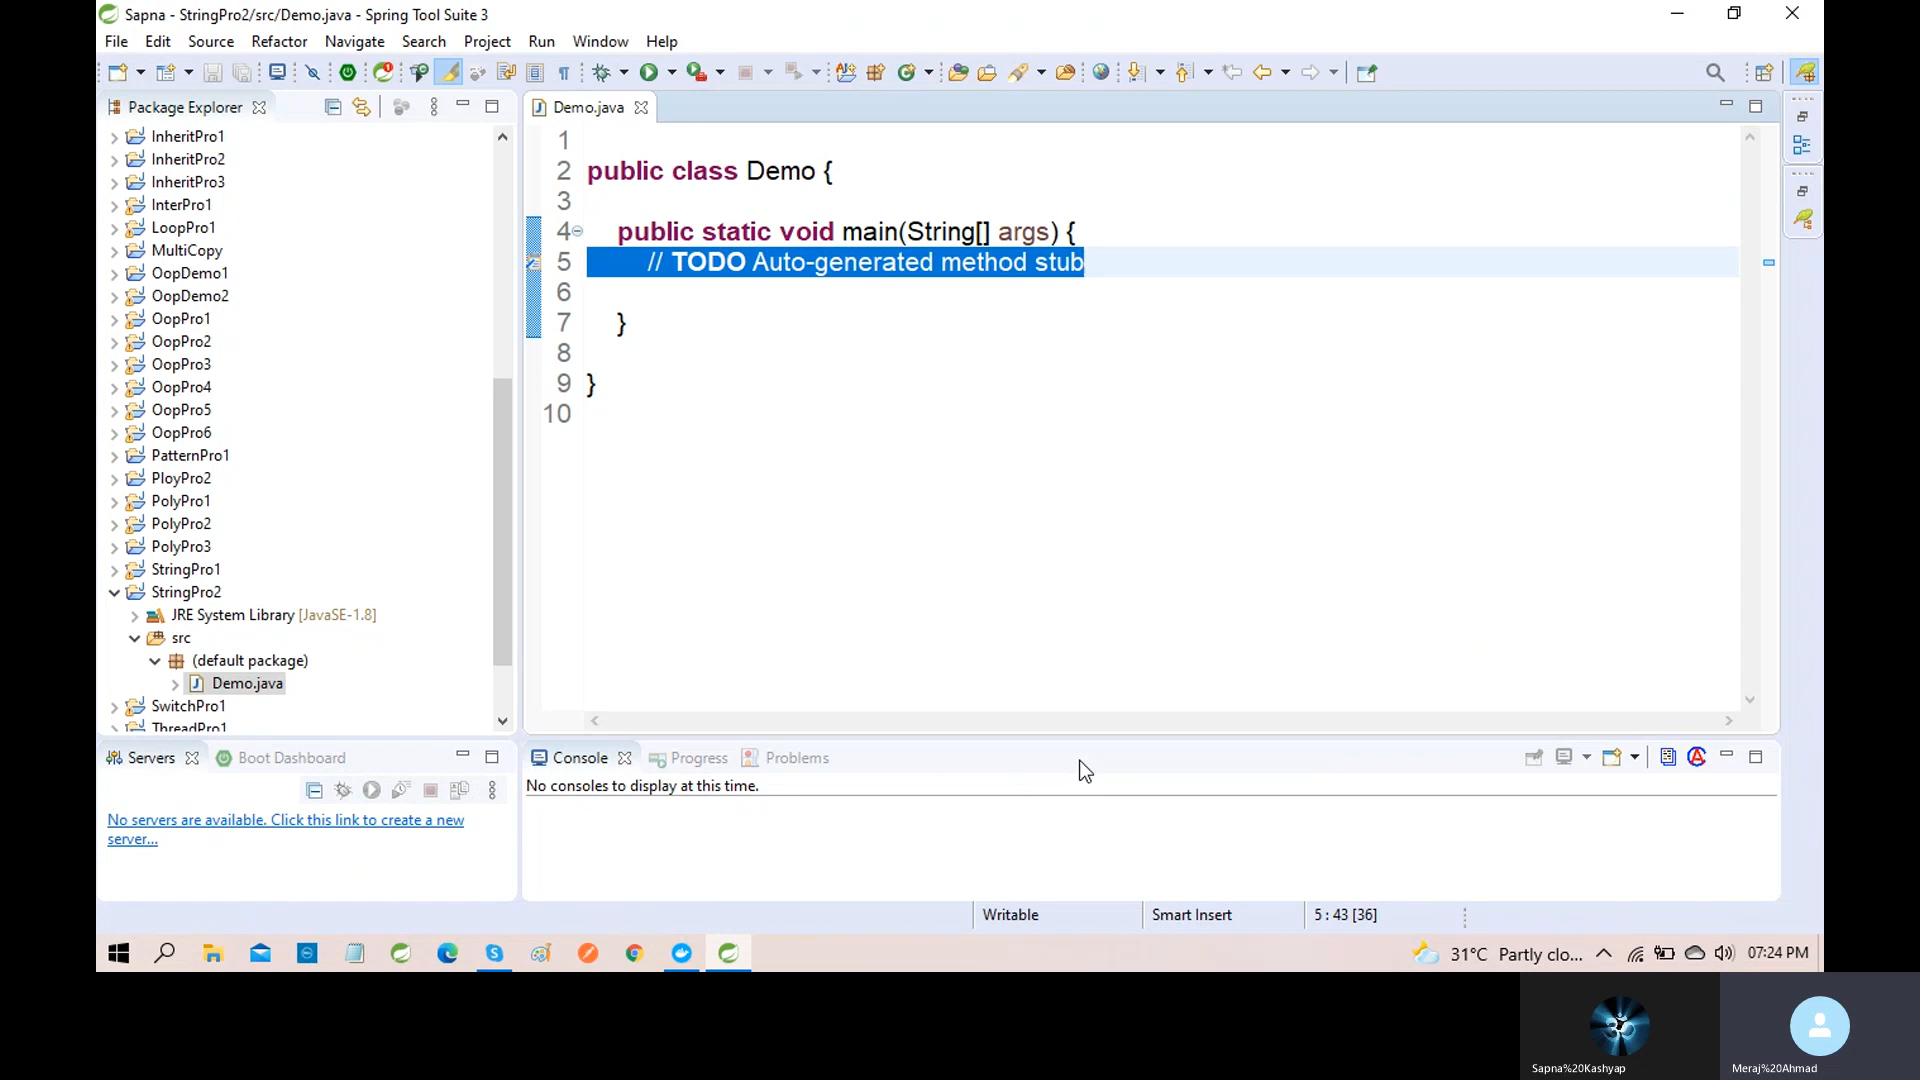 Sapna - StringPro2/src/Demo.java - Spring Tool Suite 3
File Edit Source Refactor Navigate Search Project Run Window Help
Package Explorer
Demo.java
InheritPro1
InheritPro2
InheritPro3
InterPro1
LoopPro1
MultiCopy
OopDemo1
OopDemo2
OopPro1
OopPro2
OopPro3
OopPro4
OopPro5
OopPro6
PatternPro1
PloyPro2
PolyPro1
PolyPro2
PolyPro3
StringPro1
StringPro2
JRE System Library [JavaSE-1.8]
src
(default package)
Demo.java
SwitchPro1
ThreadPro1
1
2 public class Demo {
3
4 public static void main(String[] args) {
5 // TODO Auto-generated method stub
6
7 }
8
9 }
10
Servers Boot Dashboard
No servers are available. Click this link to create a new
server...
Console Progress Problems
No consoles to display at this time.
Writable Smart Insert 5 : 43 [36]
31°C Partly clo... 07:24 PM
Sapna%20Kashyap Meraj%20Ahmad